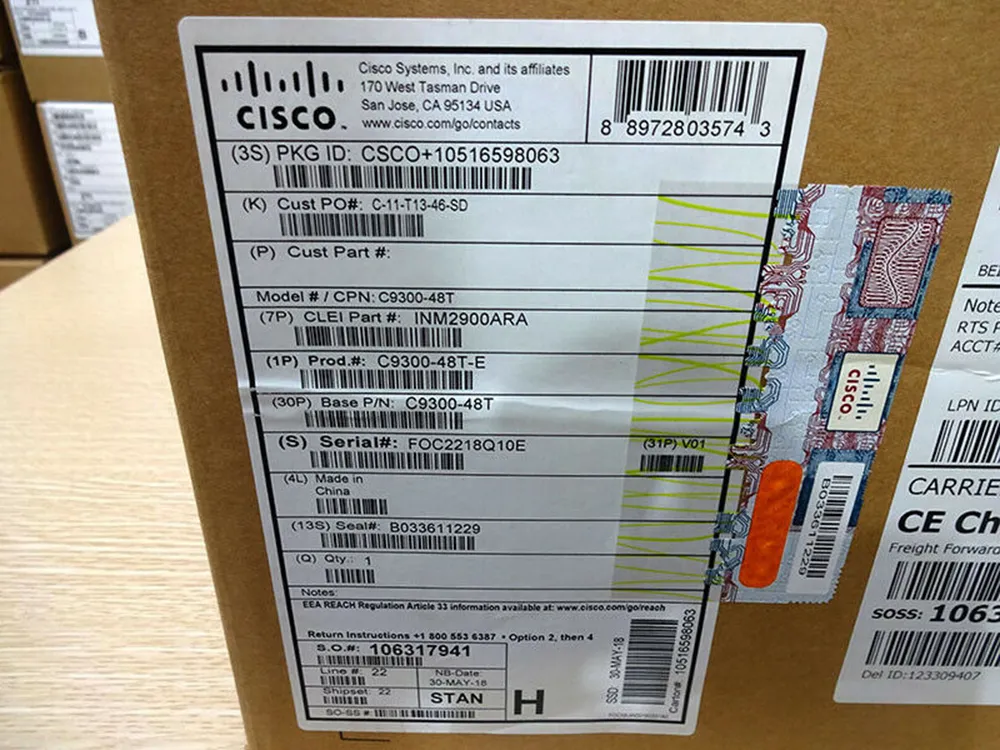 CISCO
Cisco Systems, Inc. and its affiliates
170 West Tasman Drive
San Jose, CA 95134 USA
www.cisco.com/go/contacts
8 8972803574 3
(3S) PKG ID: CSCO+10516598063
(K) Cust PO#: C-11-T13-46-SD
(P) Cust Part #:
Model # / CPN: C9300-48T
(7P) CLEI Part #: INM2900ARA
(1P) Prod.#: C9300-48T-E
(30P) Base P/N: C9300-48T
(S) Serial#: FOC2218Q10E
(31P) V01
(4L) Made in
China
(13S) Seal#: B033611229
(Q) Qty.: 1
Notes:
EEA REACH Regulation Article 33 information available at: www.cisco.com/go/reach
Return Instructions +1 800 553 6387 • Option 2, then 4
S.O.#: 106317941
Line #: 22
NB-Date:
30-MAY-18
Shipset: 22
STAN
SO-SS #:
H
SSD: 30-MAY-18
Carton#: 10516598063
CISCO
B033611229
BEL
Note
RTS F
ACCT#
LPN ID
CARRIE
CE Ch
Freight Forward
SOSS: 1063
Del ID:123309407